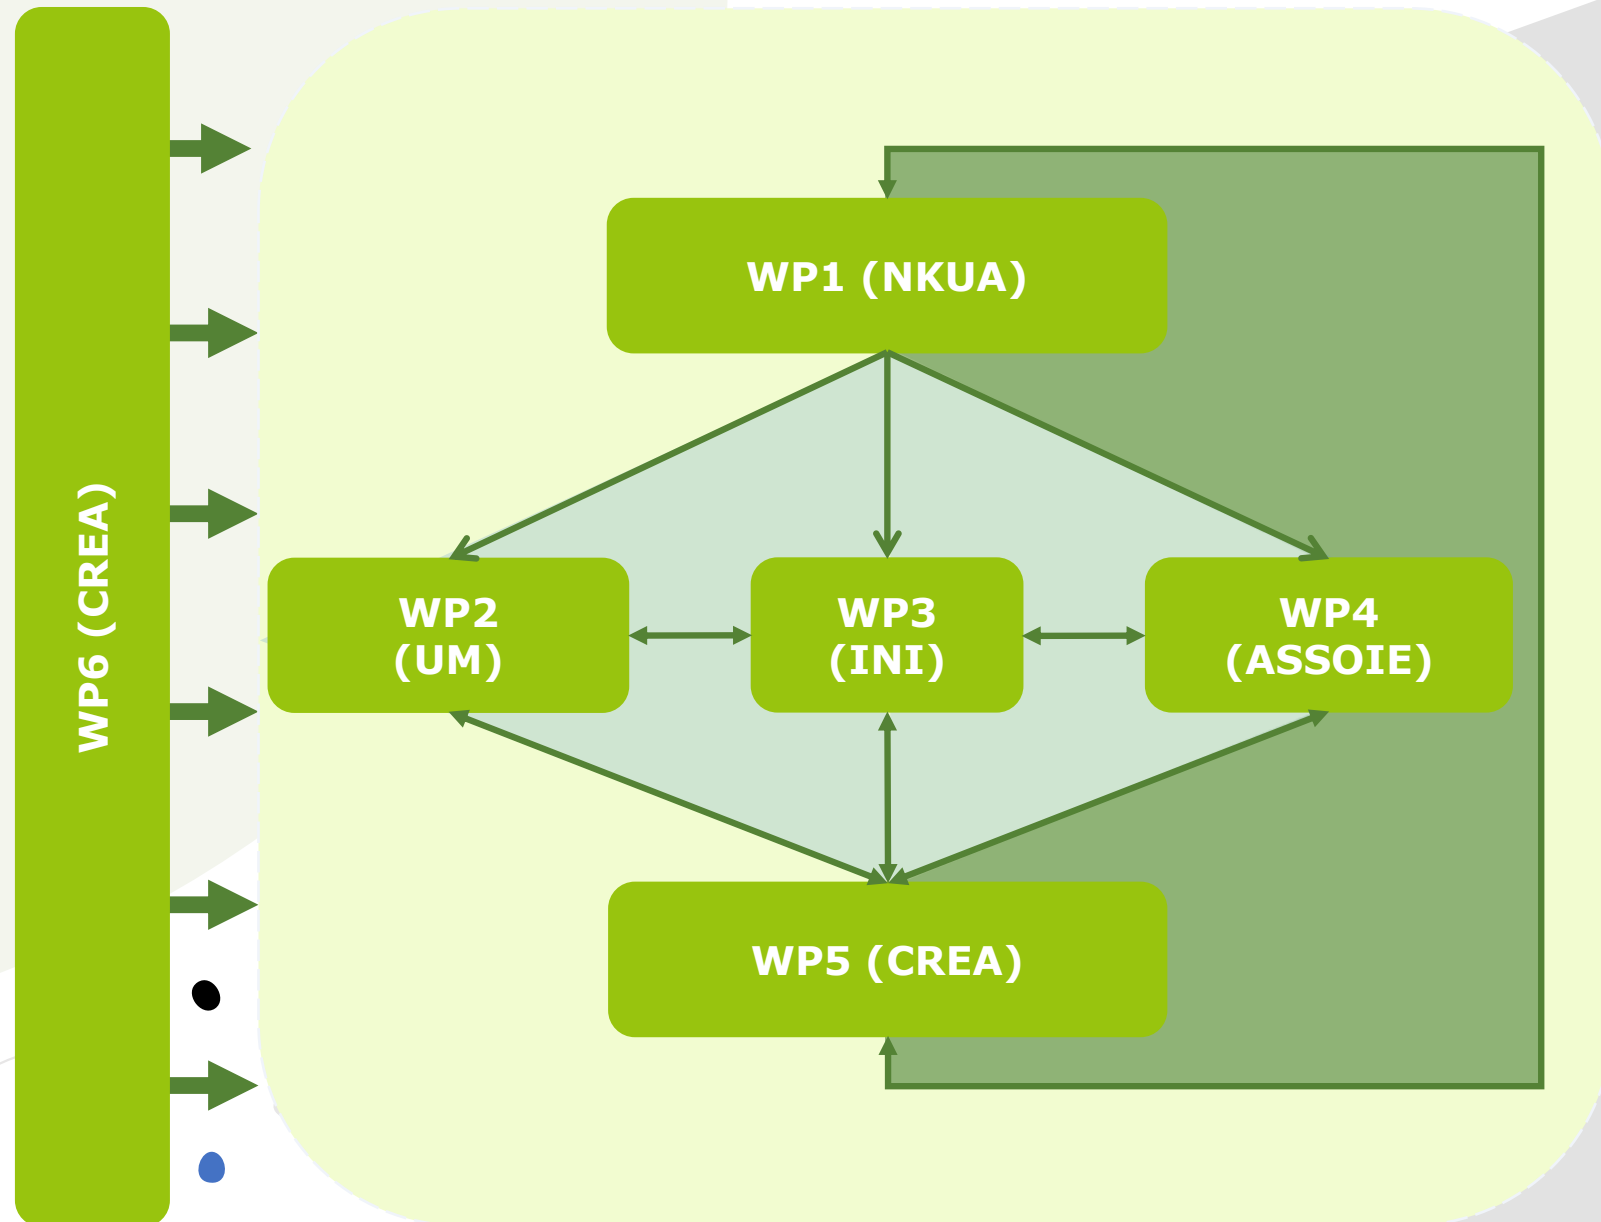 WP6 (CREA)
WP1 (NKUA)
WP2
(UM)
WP3
(INI)
WP4
(ASSOIE)
WP5 (CREA)